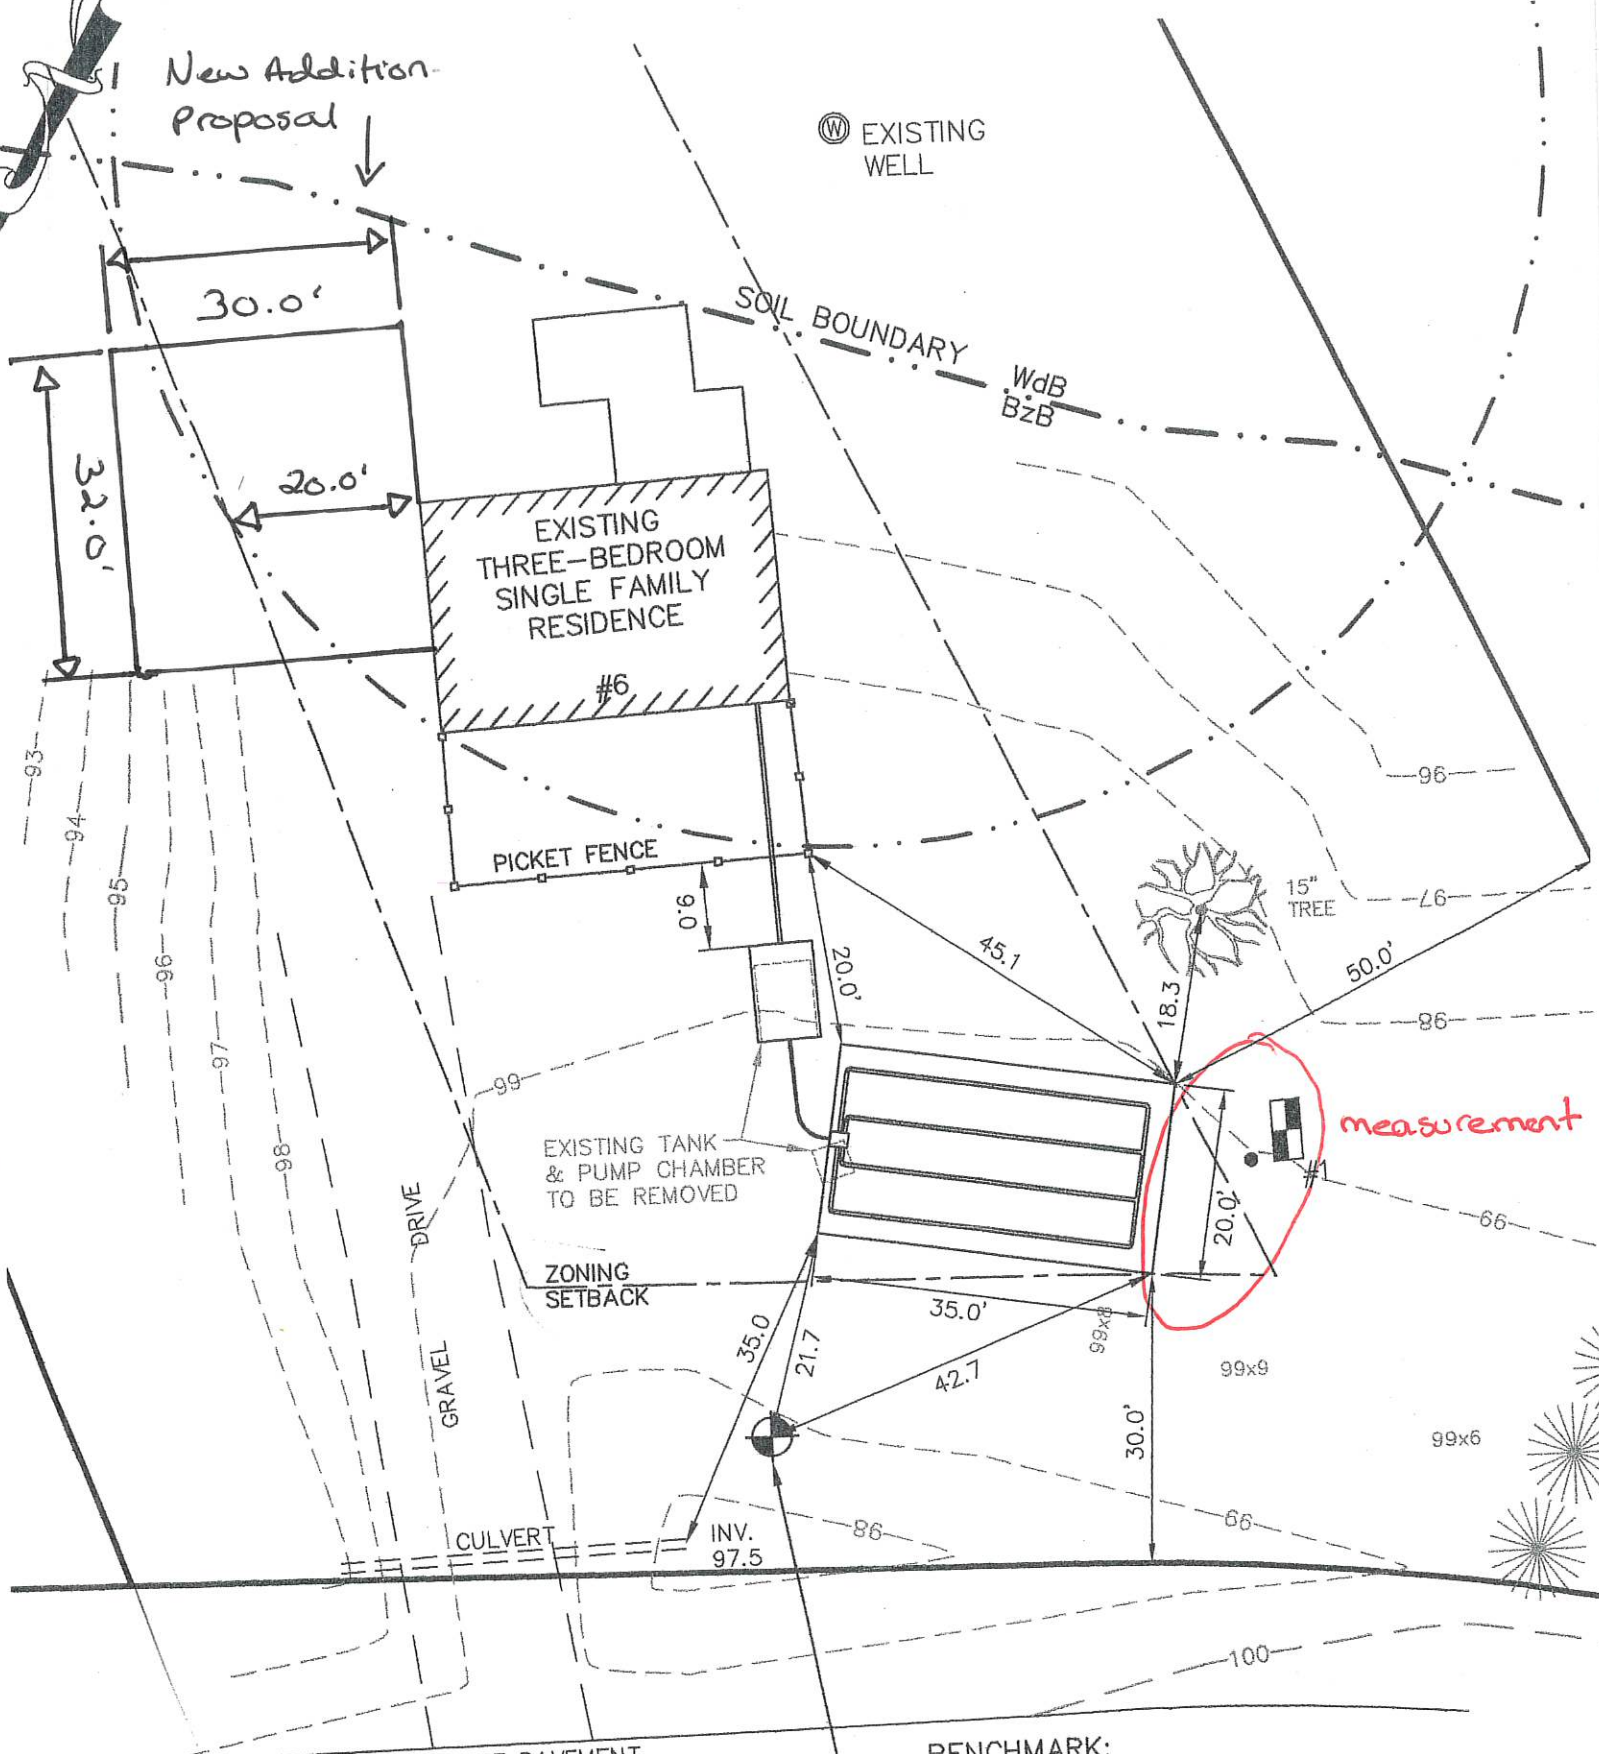 New Addition
Proposal
Ⓦ EXISTING
WELL
30.0'
SOIL BOUNDARY
WdB
BzB
32.0'
20.0'
EXISTING
THREE-BEDROOM
SINGLE FAMILY
RESIDENCE
#6
93
94
95
96
97
98
96
97
98
PICKET FENCE
9.0
20.0'
45.1
15"
TREE
18.3
50.0'
99
EXISTING TANK
& PUMP CHAMBER
TO BE REMOVED
measurement
#1
20.0'
99
DRIVE
GRAVEL
ZONING
SETBACK
35.0
21.7
35.0'
42.7
99x8
99x9
99x6
30.0'
CULVERT
INV.
97.5
98
99
100
PAVEMENT
BENCHMARK: